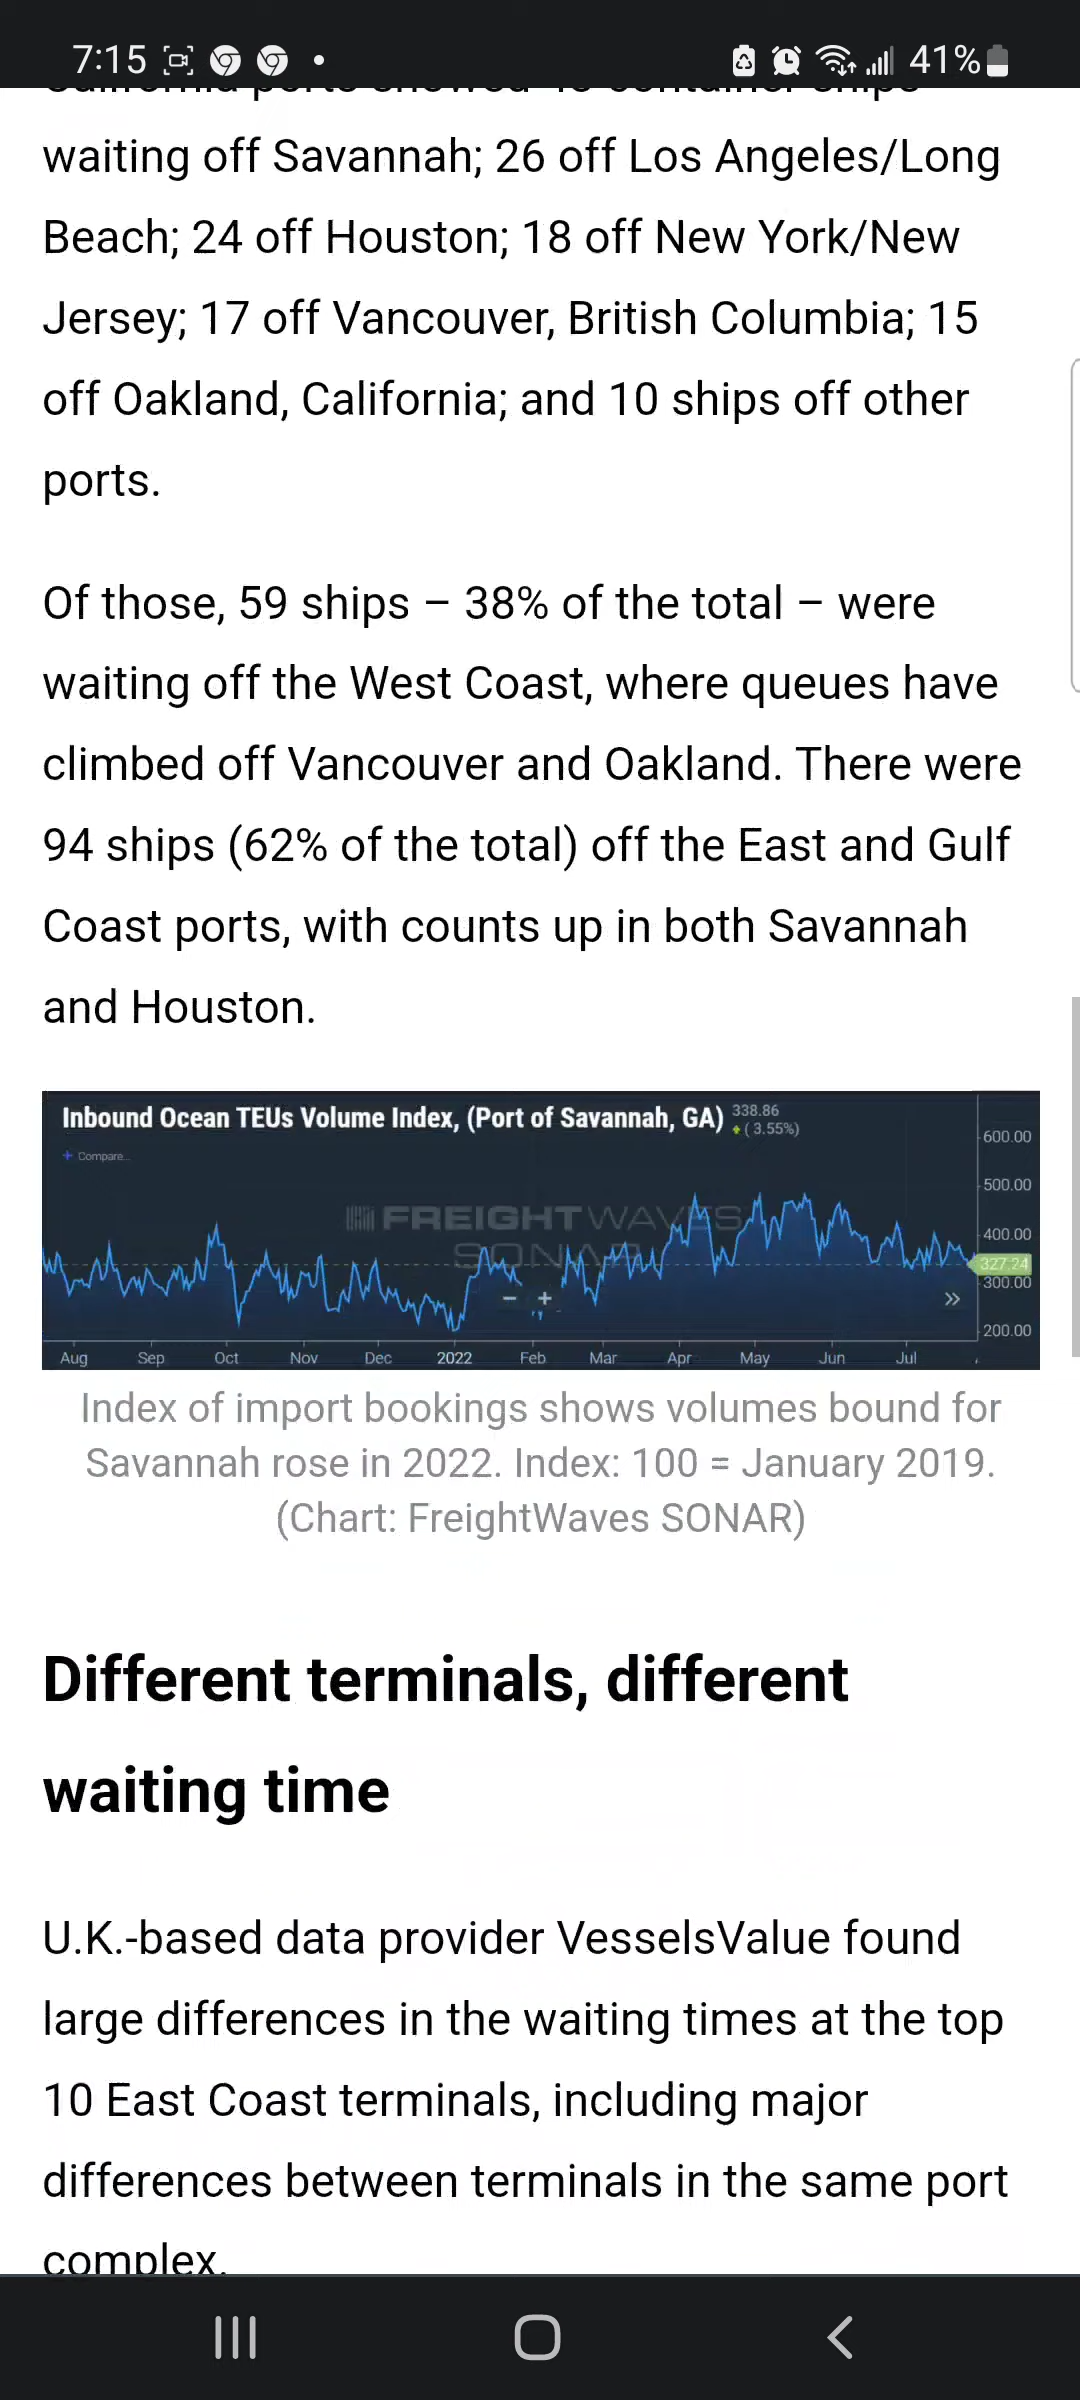 7:15
41%
waiting off Savannah; 26 off Los Angeles/Long
Beach; 24 off Houston; 18 off New York/New
Jersey; 17 off Vancouver, British Columbia; 15
off Oakland, California; and 10 ships off other
ports.
Of those, 59 ships – 38% of the total – were
waiting off the West Coast, where queues have
climbed off Vancouver and Oakland. There were
94 ships (62% of the total) off the East and Gulf
Coast ports, with counts up in both Savannah
and Houston.
Inbound Ocean TEUs Volume Index, (Port of Savannah, GA) 338.86
(3.55%)
+ Compare...
600.00
500.00
FREIGHTWAVES
400.00
SONAR
327.24
300.00
− +
»
200.00
Aug Sep Oct Nov Dec 2022 Feb Mar Apr May Jun Jul
Index of import bookings shows volumes bound for
Savannah rose in 2022. Index: 100 = January 2019.
(Chart: FreightWaves SONAR)
Different terminals, different
waiting time
U.K.-based data provider VesselsValue found
large differences in the waiting times at the top
10 East Coast terminals, including major
differences between terminals in the same port
complex.